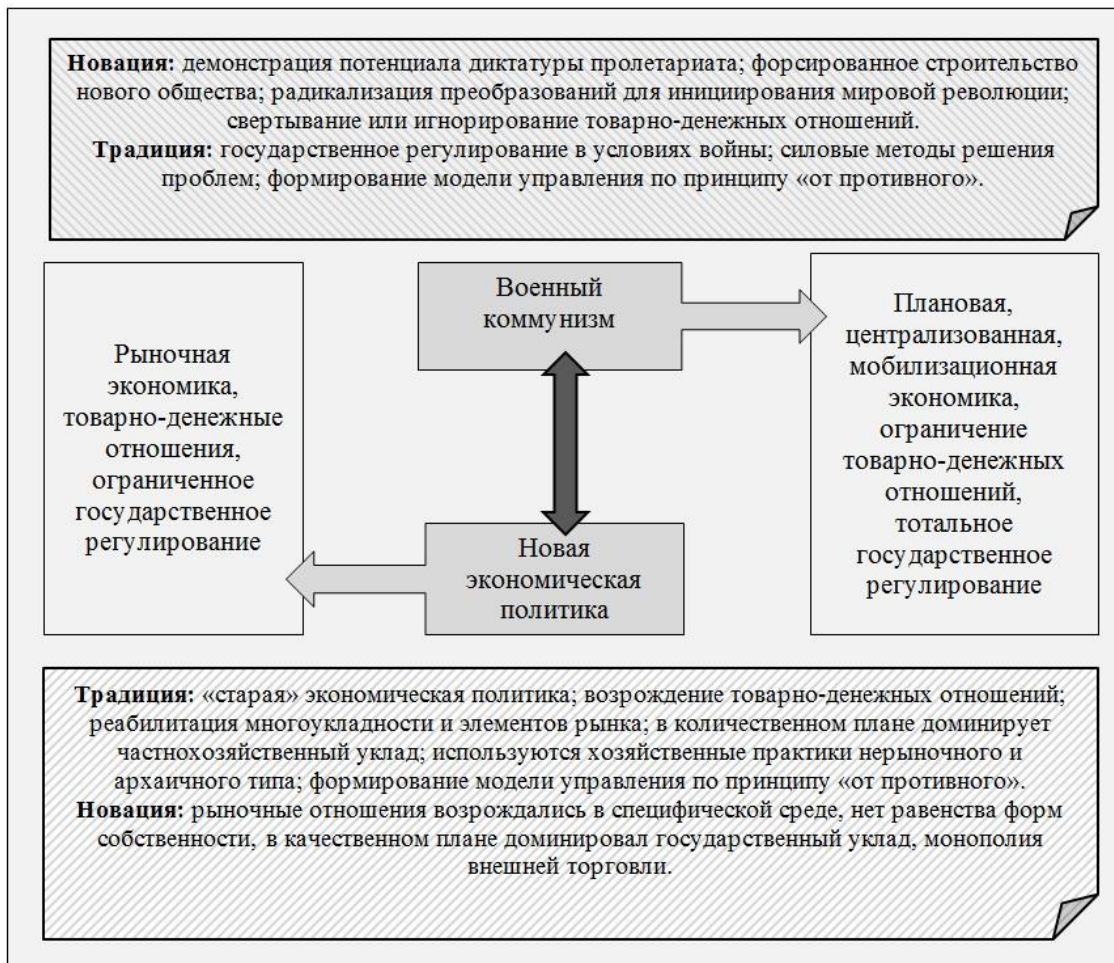 Новация: демонстрация потенциала диктатуры пролетариата; форсированное строительство
нового общества; радикализация преобразований для инициирования мировой революции;
свертывание или игнорирование товарно-денежных отношений.
Традиция: государственное регулирование в условиях войны; силовые методы решения
проблем; формирование модели управления по принципу «от противного».
Военный
коммунизм
Рыночная
экономика,
товарно-денежные
отношения,
ограниченное
государственное
регулирование
Плановая,
централизованная,
мобилизационная
экономика,
ограничение
товарно-денежных
отношений,
тотальное
государственное
регулирование
Новая
экономическая
политика
Традиция: «старая» экономическая политика; возрождение товарно-денежных отношений;
реабилитация многоукладности и элементов рынка; в количественном плане доминирует
частнохозяйственный уклад; используются хозяйственные практики нерыночного и
архаичного типа; формирование модели управления по принципу «от противного».
Новация: рыночные отношения возрождались в специфической среде, нет равенства форм
собственности, в качественном плане доминировал государственный уклад, монополия
внешней торговли.